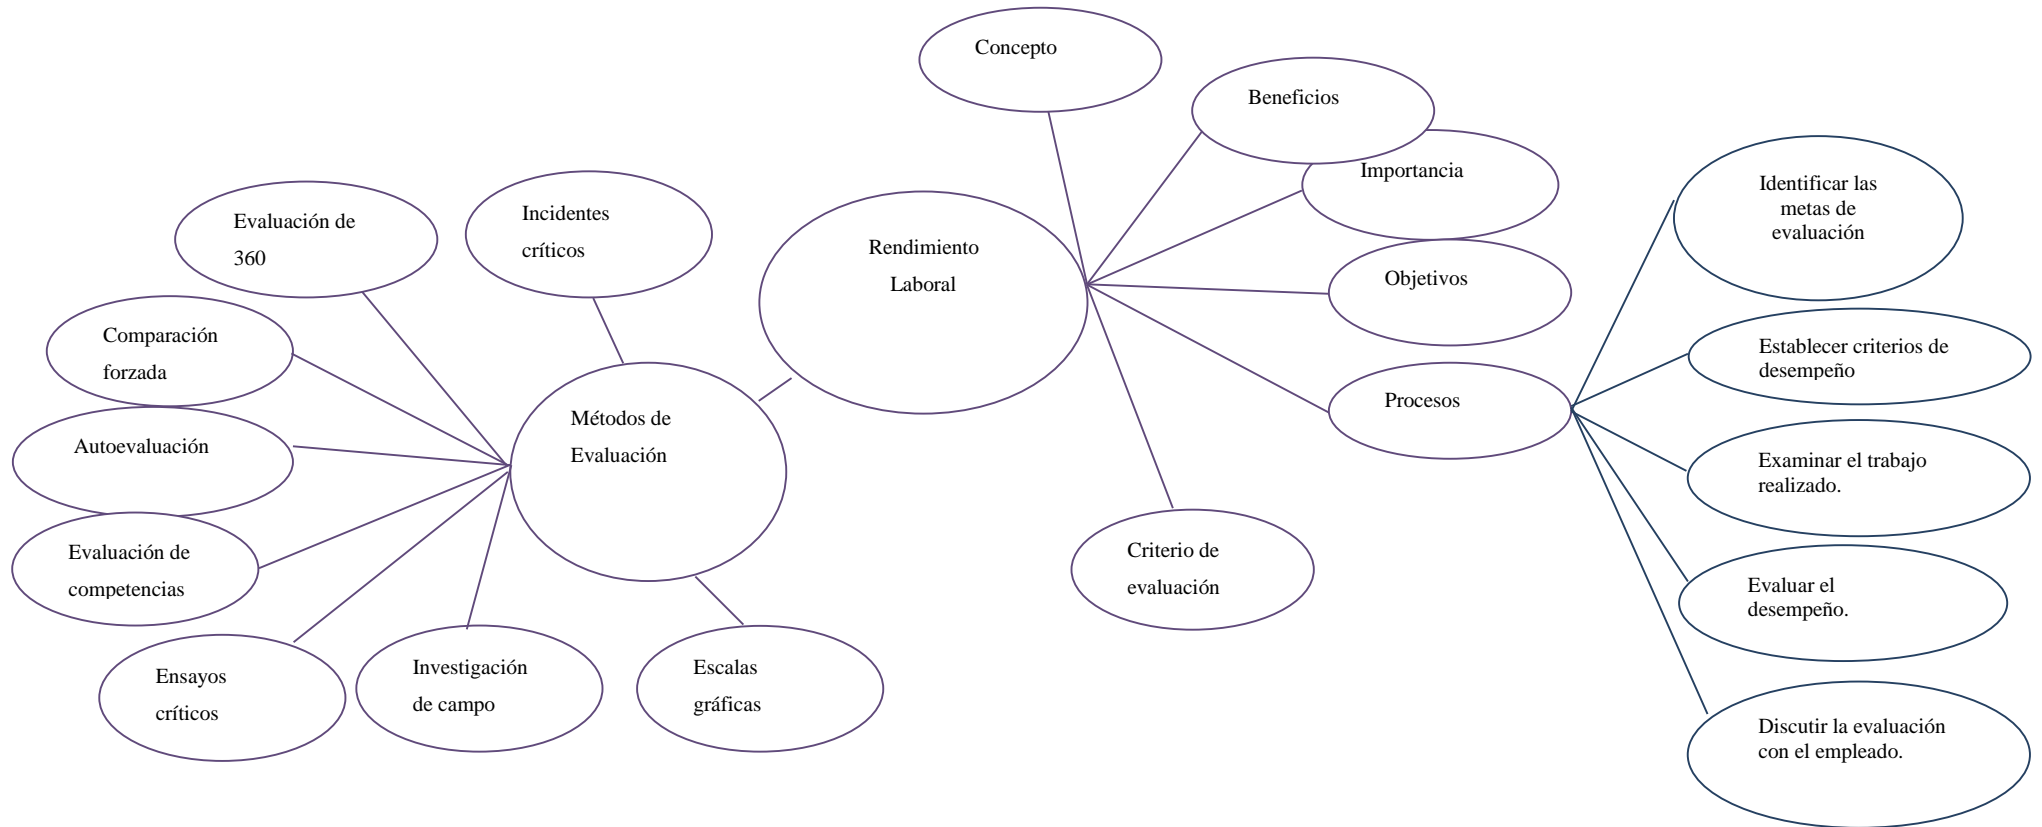 Concepto
Beneficios
Importancia
Identificar las
metas de
evaluación
Evaluación de
360
Incidentes
críticos
Rendimiento
Laboral
Objetivos
Comparación
forzada
Establecer criterios de
desempeño
Métodos de
Evaluación
Procesos
Autoevaluación
Examinar el trabajo
realizado.
Evaluación de
competencias
Criterio de
evaluación
Evaluar el
desempeño.
Ensayos
críticos
Investigación
de campo
Escalas
gráficas
Discutir la evaluación
con el empleado.